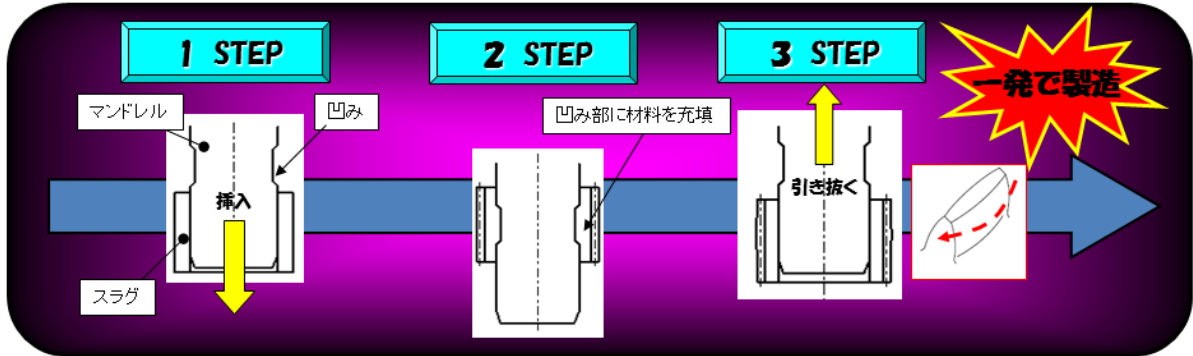 1 STEP
2 STEP
3 STEP
一発で製造
マンドレル
凹み
凹み部に材料を充填
挿入
引き抜く
スラグ